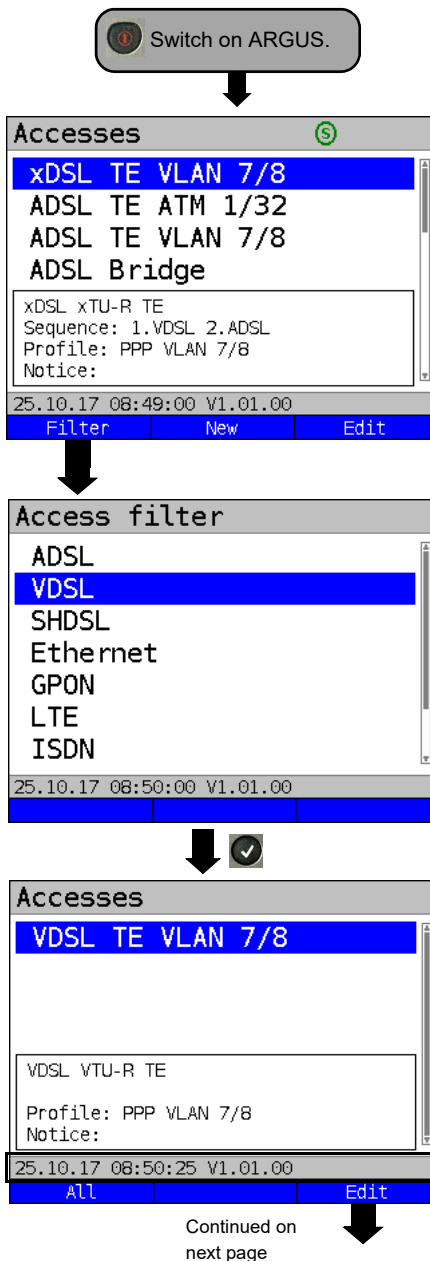 Switch on ARGUS.
Accesses S
xDSL TE VLAN 7/8
ADSL TE ATM 1/32
ADSL TE VLAN 7/8
ADSL Bridge
xDSL xTU-R TE
Sequence: 1.VDSL 2.ADSL
Profile: PPP VLAN 7/8
Notice:
25.10.17 08:49:00 V1.01.00
Filter New Edit
Access filter
ADSL
VDSL
SHDSL
Ethernet
GPON
LTE
ISDN
25.10.17 08:50:00 V1.01.00
Accesses
VDSL TE VLAN 7/8
VDSL VTU-R TE
Profile: PPP VLAN 7/8
Notice:
25.10.17 08:50:25 V1.01.00
All Edit
Continued on
next page